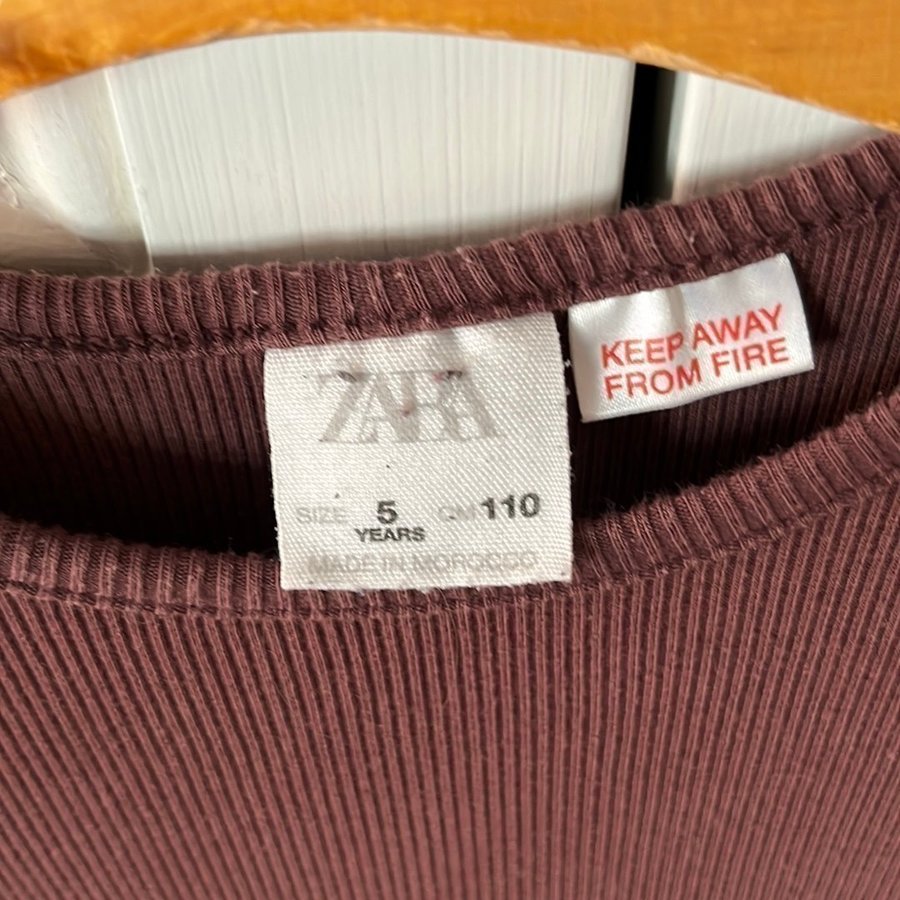 ZARA
SIZE 5 CM 110
YEARS
MADE IN MOROCCO
KEEP AWAY
FROM FIRE